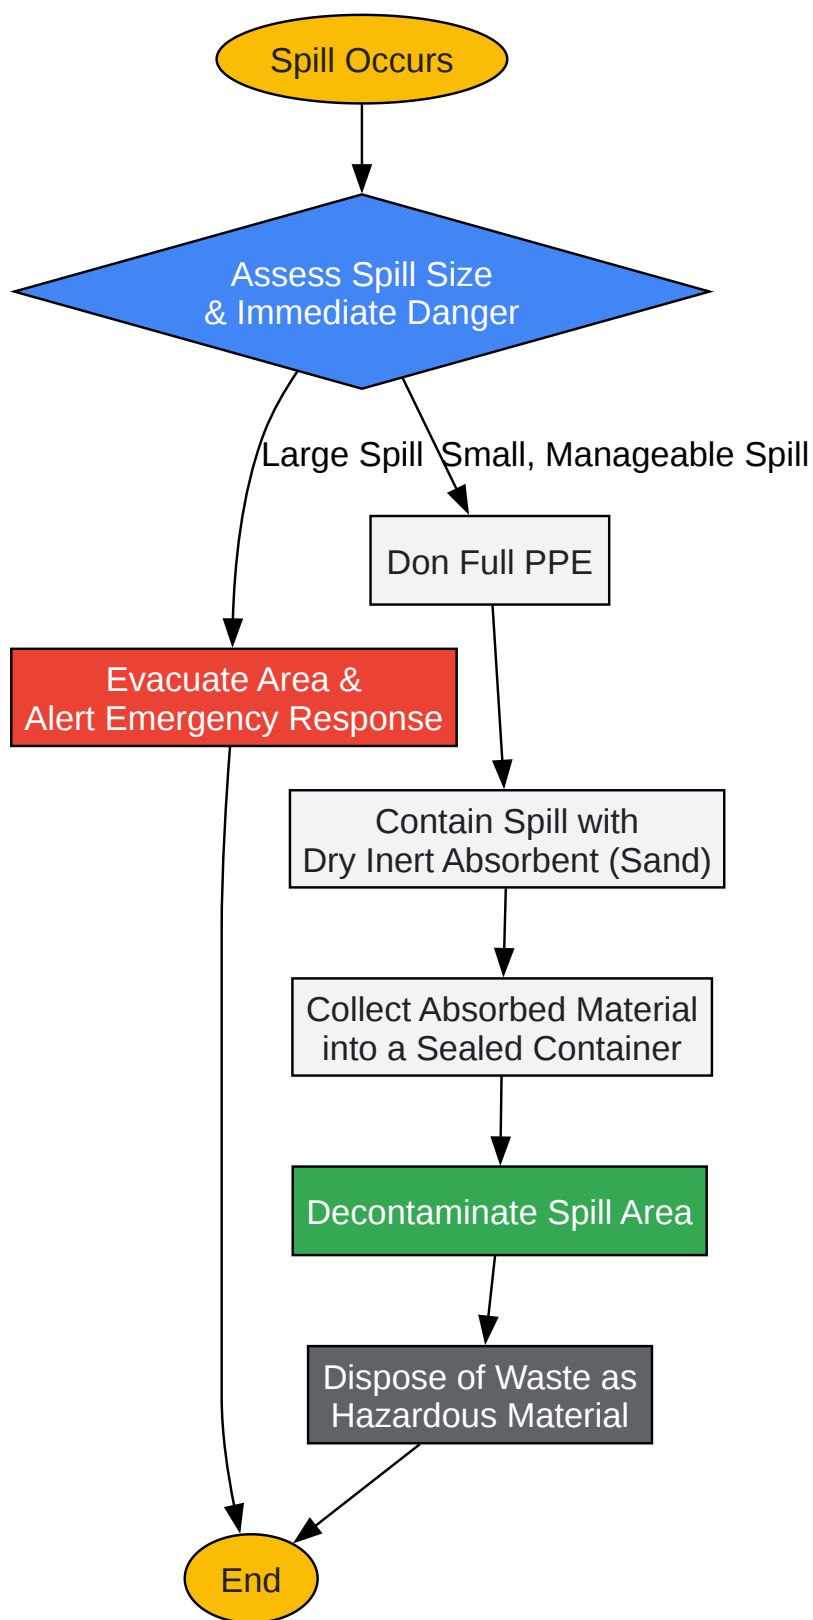 Spill Occurs
Assess Spill Size
& Immediate Danger
Large Spill
Small, Manageable Spill
Don Full PPE
Evacuate Area &
Alert Emergency Response
Contain Spill with
Dry Inert Absorbent (Sand)
Collect Absorbed Material
into a Sealed Container
Decontaminate Spill Area
Dispose of Waste as
Hazardous Material
End